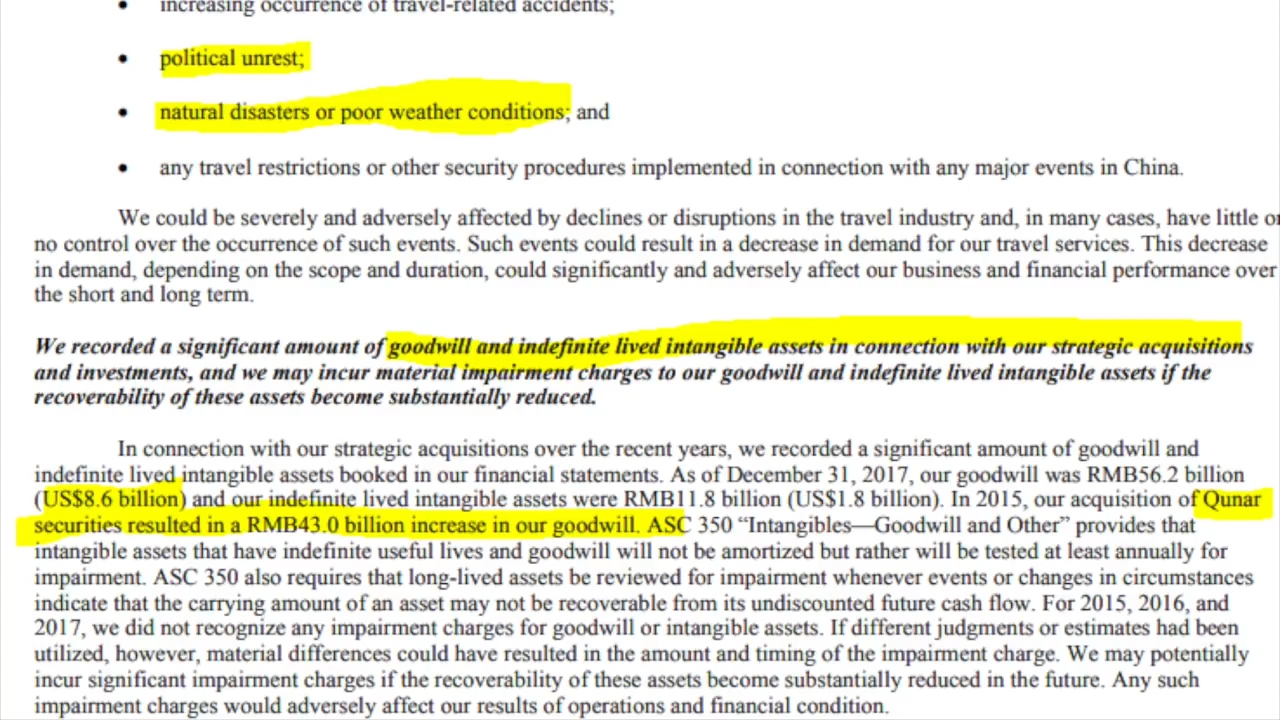 • increasing occurrence of travel-related accidents;
• political unrest;
• natural disasters or poor weather conditions; and
• any travel restrictions or other security procedures implemented in connection with any major events in China.
We could be severely and adversely affected by declines or disruptions in the travel industry and, in many cases, have little or
no control over the occurrence of such events. Such events could result in a decrease in demand for our travel services. This decrease
in demand, depending on the scope and duration, could significantly and adversely affect our business and financial performance over
the short and long term.
We recorded a significant amount of goodwill and indefinite lived intangible assets in connection with our strategic acquisitions
and investments, and we may incur material impairment charges to our goodwill and indefinite lived intangible assets if the
recoverability of these assets become substantially reduced.
In connection with our strategic acquisitions over the recent years, we recorded a significant amount of goodwill and
indefinite lived intangible assets booked in our financial statements. As of December 31, 2017, our goodwill was RMB56.2 billion
(US$8.6 billion) and our indefinite lived intangible assets were RMB11.8 billion (US$1.8 billion). In 2015, our acquisition of Qunar
securities resulted in a RMB43.0 billion increase in our goodwill. ASC 350 “Intangibles—Goodwill and Other” provides that
intangible assets that have indefinite useful lives and goodwill will not be amortized but rather will be tested at least annually for
impairment. ASC 350 also requires that long-lived assets be reviewed for impairment whenever events or changes in circumstances
indicate that the carrying amount of an asset may not be recoverable from its undiscounted future cash flow. For 2015, 2016, and
2017, we did not recognize any impairment charges for goodwill or intangible assets. If different judgments or estimates had been
utilized, however, material differences could have resulted in the amount and timing of the impairment charge. We may potentially
incur significant impairment charges if the recoverability of these assets become substantially reduced in the future. Any such
impairment charges would adversely affect our results of operations and financial condition.